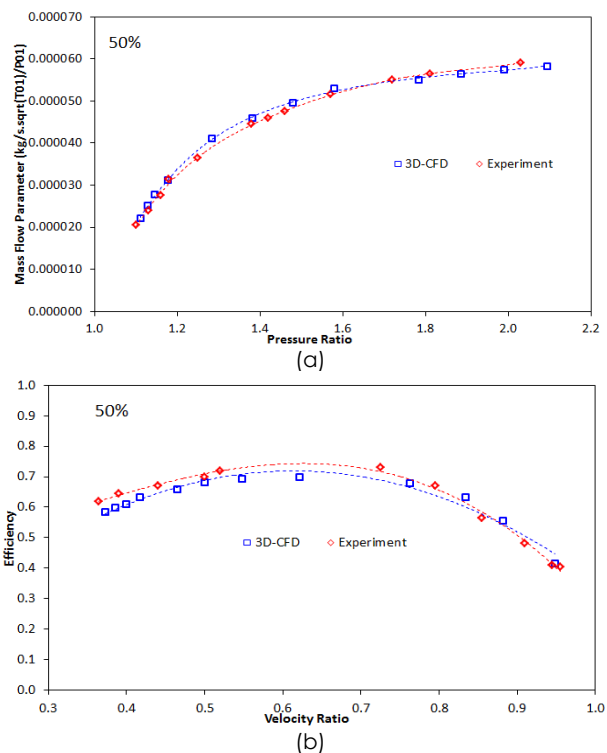 0.000070
0.000060
0.000050
0.000040
0.000030
0.000020
0.000010
0.000000
Mass Flow Parameter (kg/s.sqrt(T01)/P01)
50%
3D-CFD
Experiment
1.0 1.2 1.4 1.6 1.8 2.0 2.2
Pressure Ratio
(a)
1.0
0.9
0.8
0.7
0.6
0.5
0.4
0.3
0.2
0.1
0.0
Efficiency
50%
3D-CFD
Experiment
0.3 0.4 0.5 0.6 0.7 0.8 0.9 1.0
Velocity Ratio
(b)